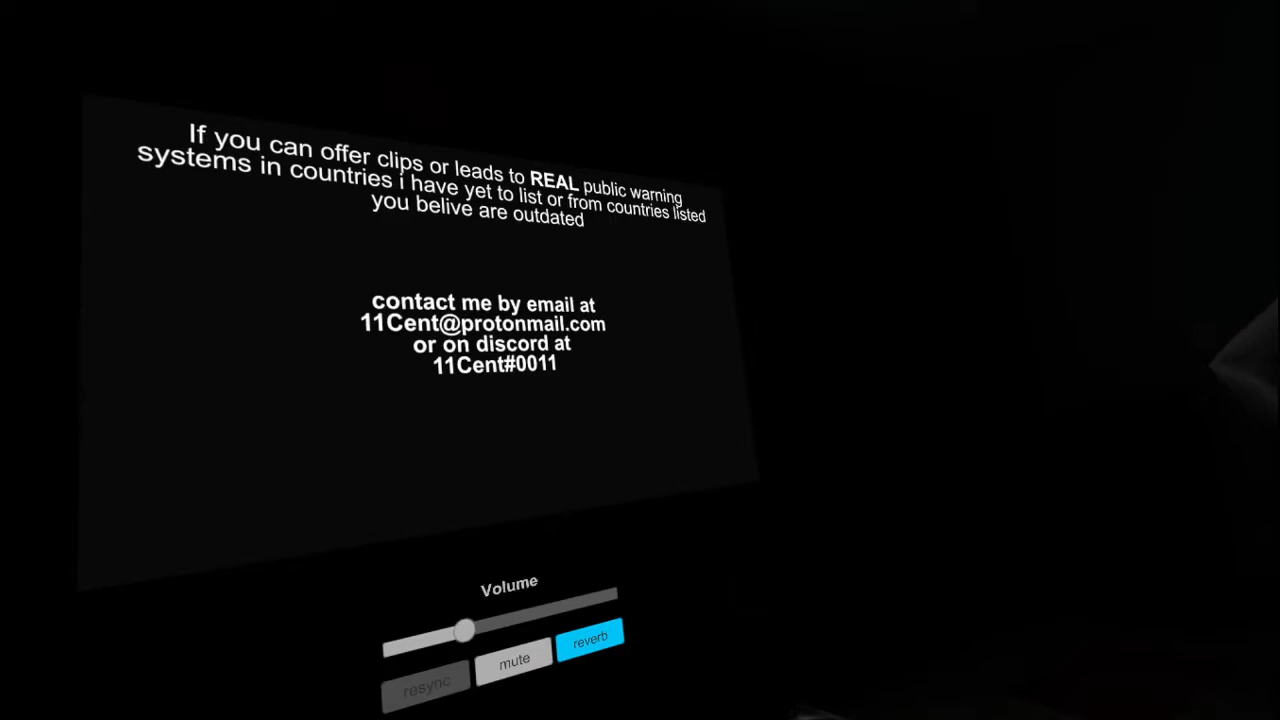 If you can offer clips or leads to REAL public warning
systems in countries i have yet to list or from countries listed
you belive are outdated
contact me by email at
11Cent@protonmail.com
or on discord at
11Cent#0011
Volume
resync
mute
reverb